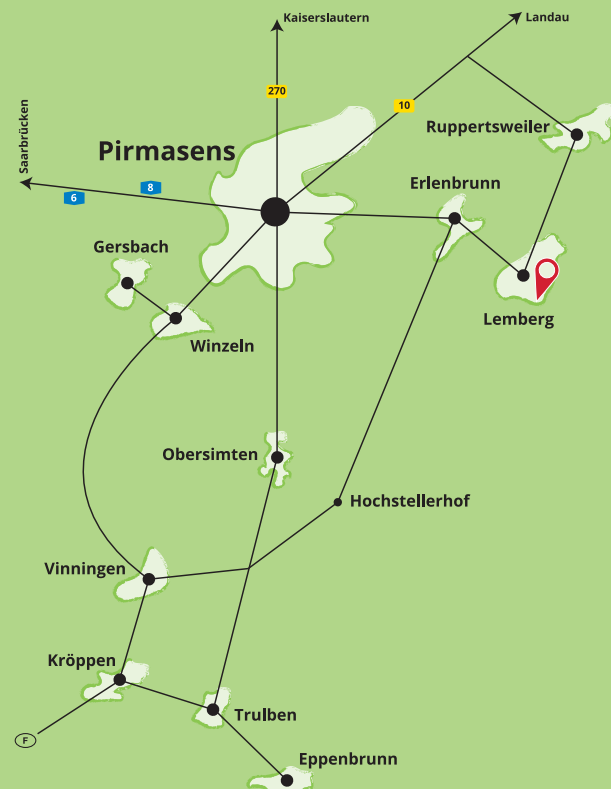 Kaiserslautern
Landau
270
10
Ruppertsweiler
Saarbrücken
Pirmasens
8
6
Erlenbrunn
Gersbach
Lemberg
Winzeln
Obersimten
Hochstellerhof
Vinningen
Kröppen
Trulben
F
Eppenbrunn